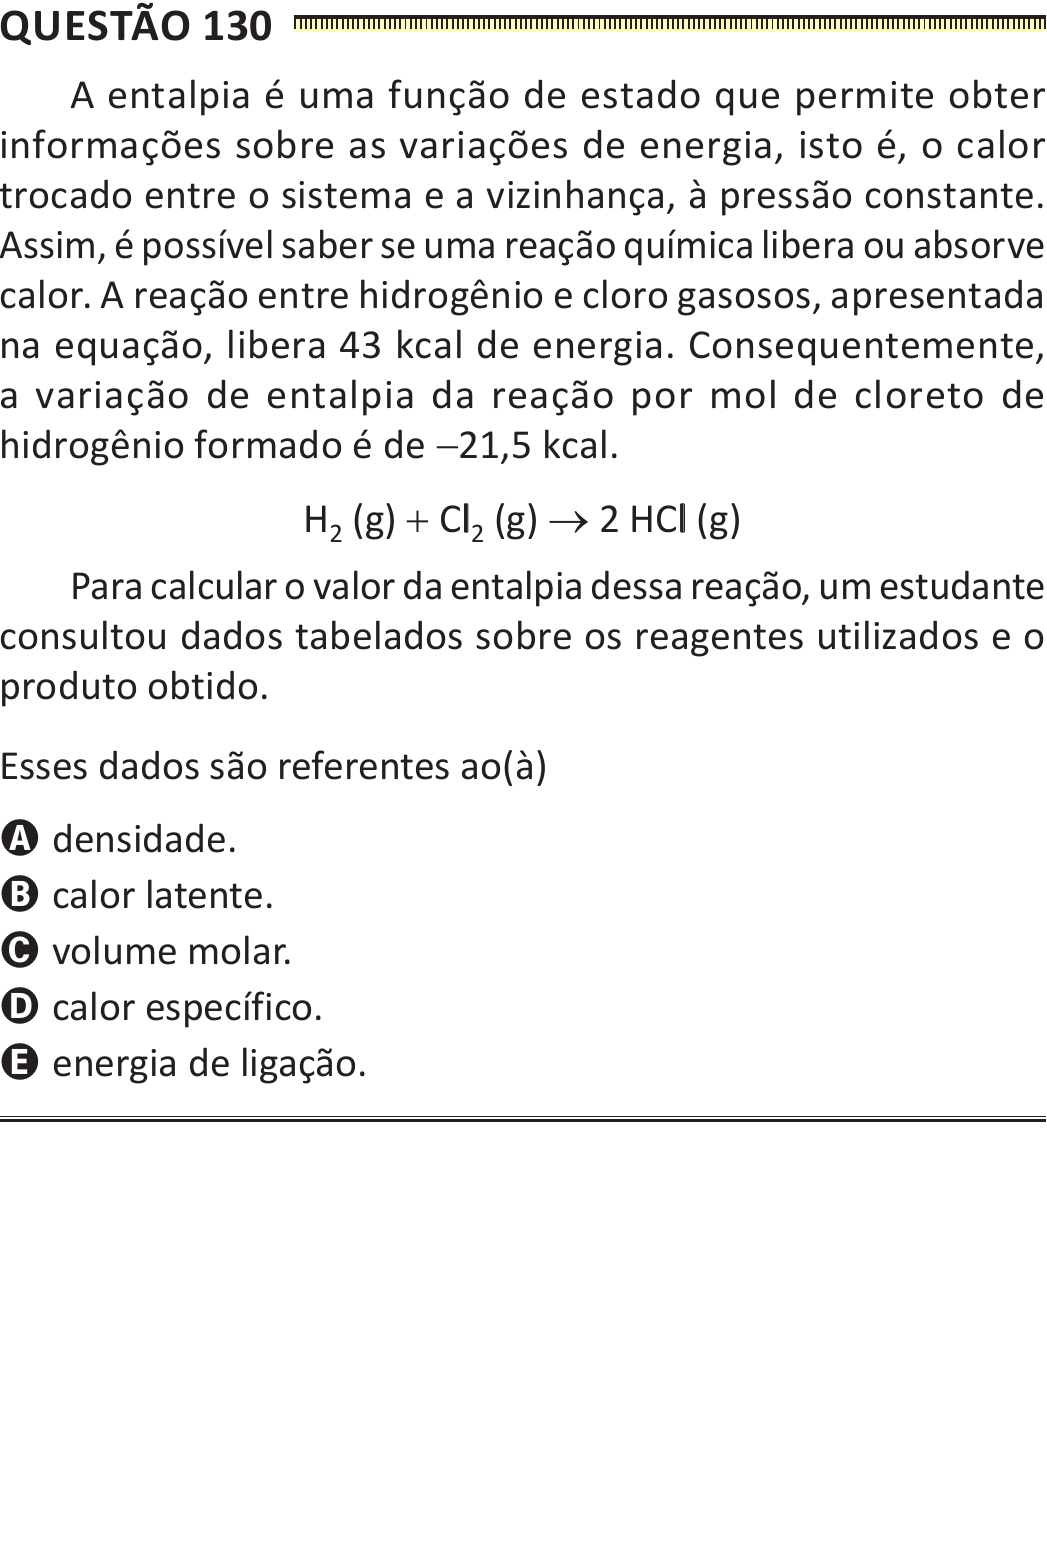 QUESTÃO 130
A entalpia é uma função de estado que permite obter
informações sobre as variações de energia, isto é, o calor
trocado entre o sistema e a vizinhança, à pressão constante.
Assim, é possível saber se uma reação química libera ou absorve
calor. A reação entre hidrogênio e cloro gasosos, apresentada
na equação, libera 43 kcal de energia. Consequentemente,
a variação de entalpia da reação por mol de cloreto de
hidrogênio formado é de −21,5 kcal.
H₂ (g) + Cl₂ (g) → 2 HCl (g)
Para calcular o valor da entalpia dessa reação, um estudante
consultou dados tabelados sobre os reagentes utilizados e o
produto obtido.
Esses dados são referentes ao(à)
A densidade.
B calor latente.
C volume molar.
D calor específico.
E energia de ligação.